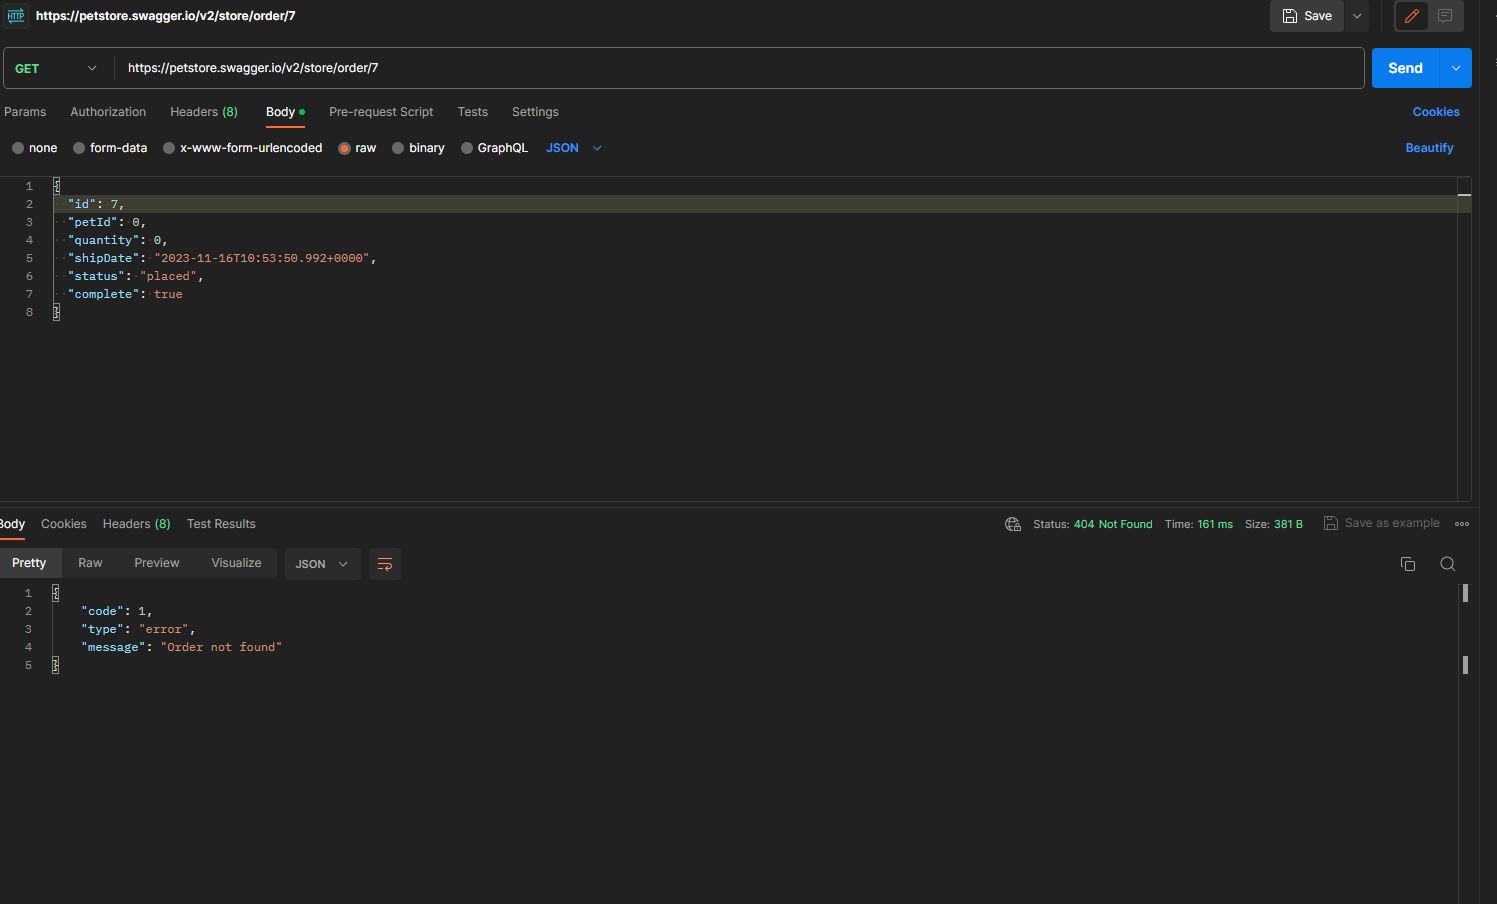 HTTP https://petstore.swagger.io/v2/store/order/7 Save
GET https://petstore.swagger.io/v2/store/order/7 Send
Params Authorization Headers (8) Body Pre-request Script Tests Settings Cookies
none form-data x-www-form-urlencoded raw binary GraphQL JSON Beautify
1 {
2 "id": 7,
3 "petId": 0,
4 "quantity": 0,
5 "shipDate": "2023-11-16T10:53:50.992+0000",
6 "status": "placed",
7 "complete": true
8 }
Body Cookies Headers (8) Test Results Status: 404 Not Found Time: 161 ms Size: 381 B Save as example
Pretty Raw Preview Visualize JSON
1 {
2 "code": 1,
3 "type": "error",
4 "message": "Order not found"
5 }